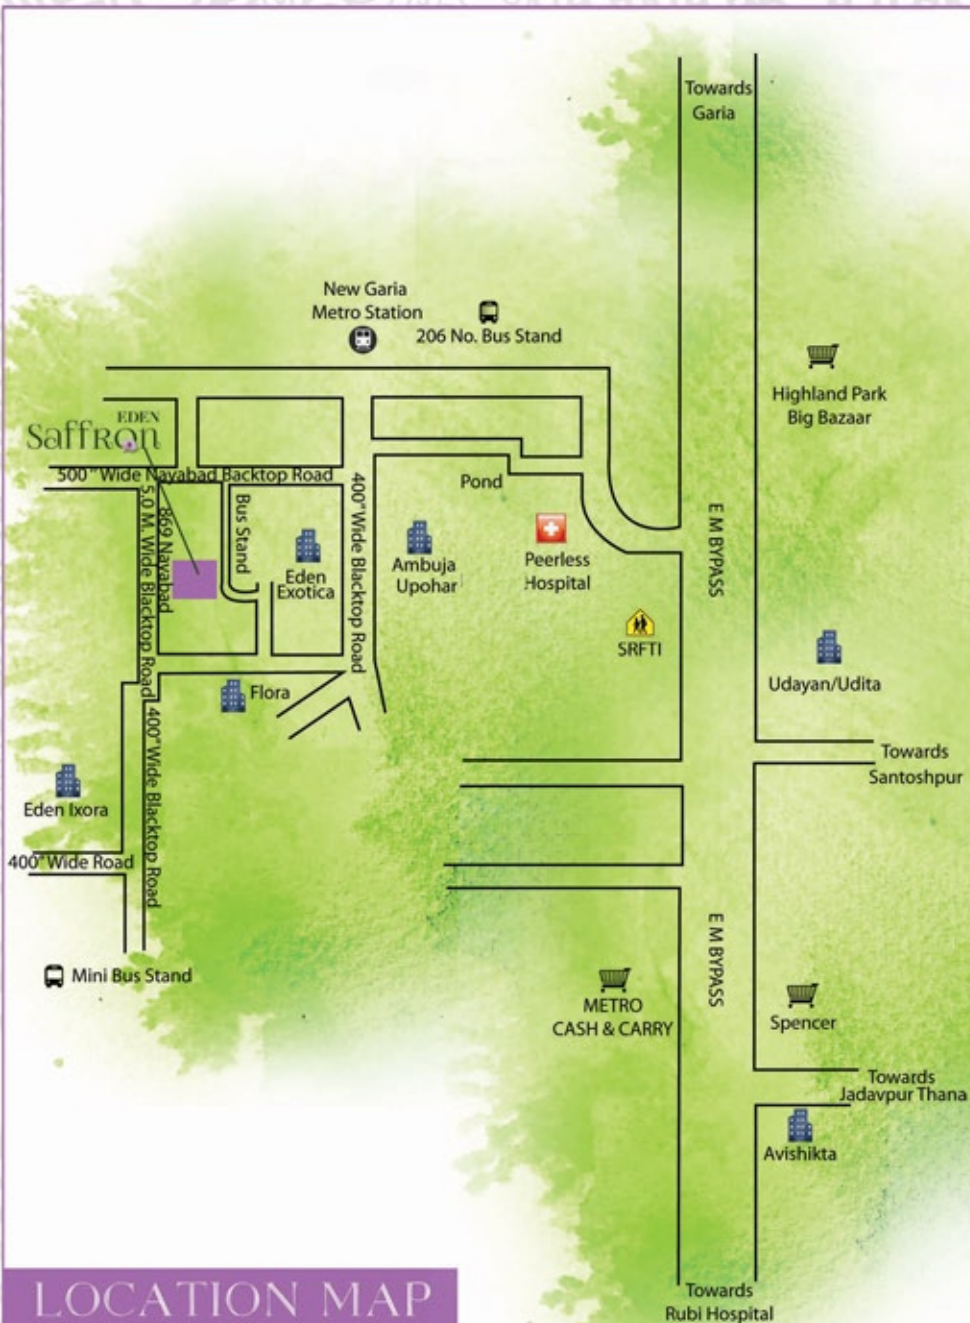 Towards
Garia
New Garia
Metro Station
206 No. Bus Stand
Highland Park
Big Bazaar
EDEN
Saffron
500" Wide Nayabad Backtop Road
Pond
5.0 M. Wide Blacktop Road
869 Nayabad
Bus Stand
Eden
Exotica
400" Wide Blacktop Road
Ambuja
Upohar
Peerless
Hospital
E M BYPASS
SRFTI
Udayan/Udita
Flora
Towards
Santoshpur
Eden Ixora
400" Wide Blacktop Road
400" Wide Road
Mini Bus Stand
E M BYPASS
METRO
CASH & CARRY
Spencer
Towards
Jadavpur Thana
Avishikta
Towards
Rubi Hospital
LOCATION MAP